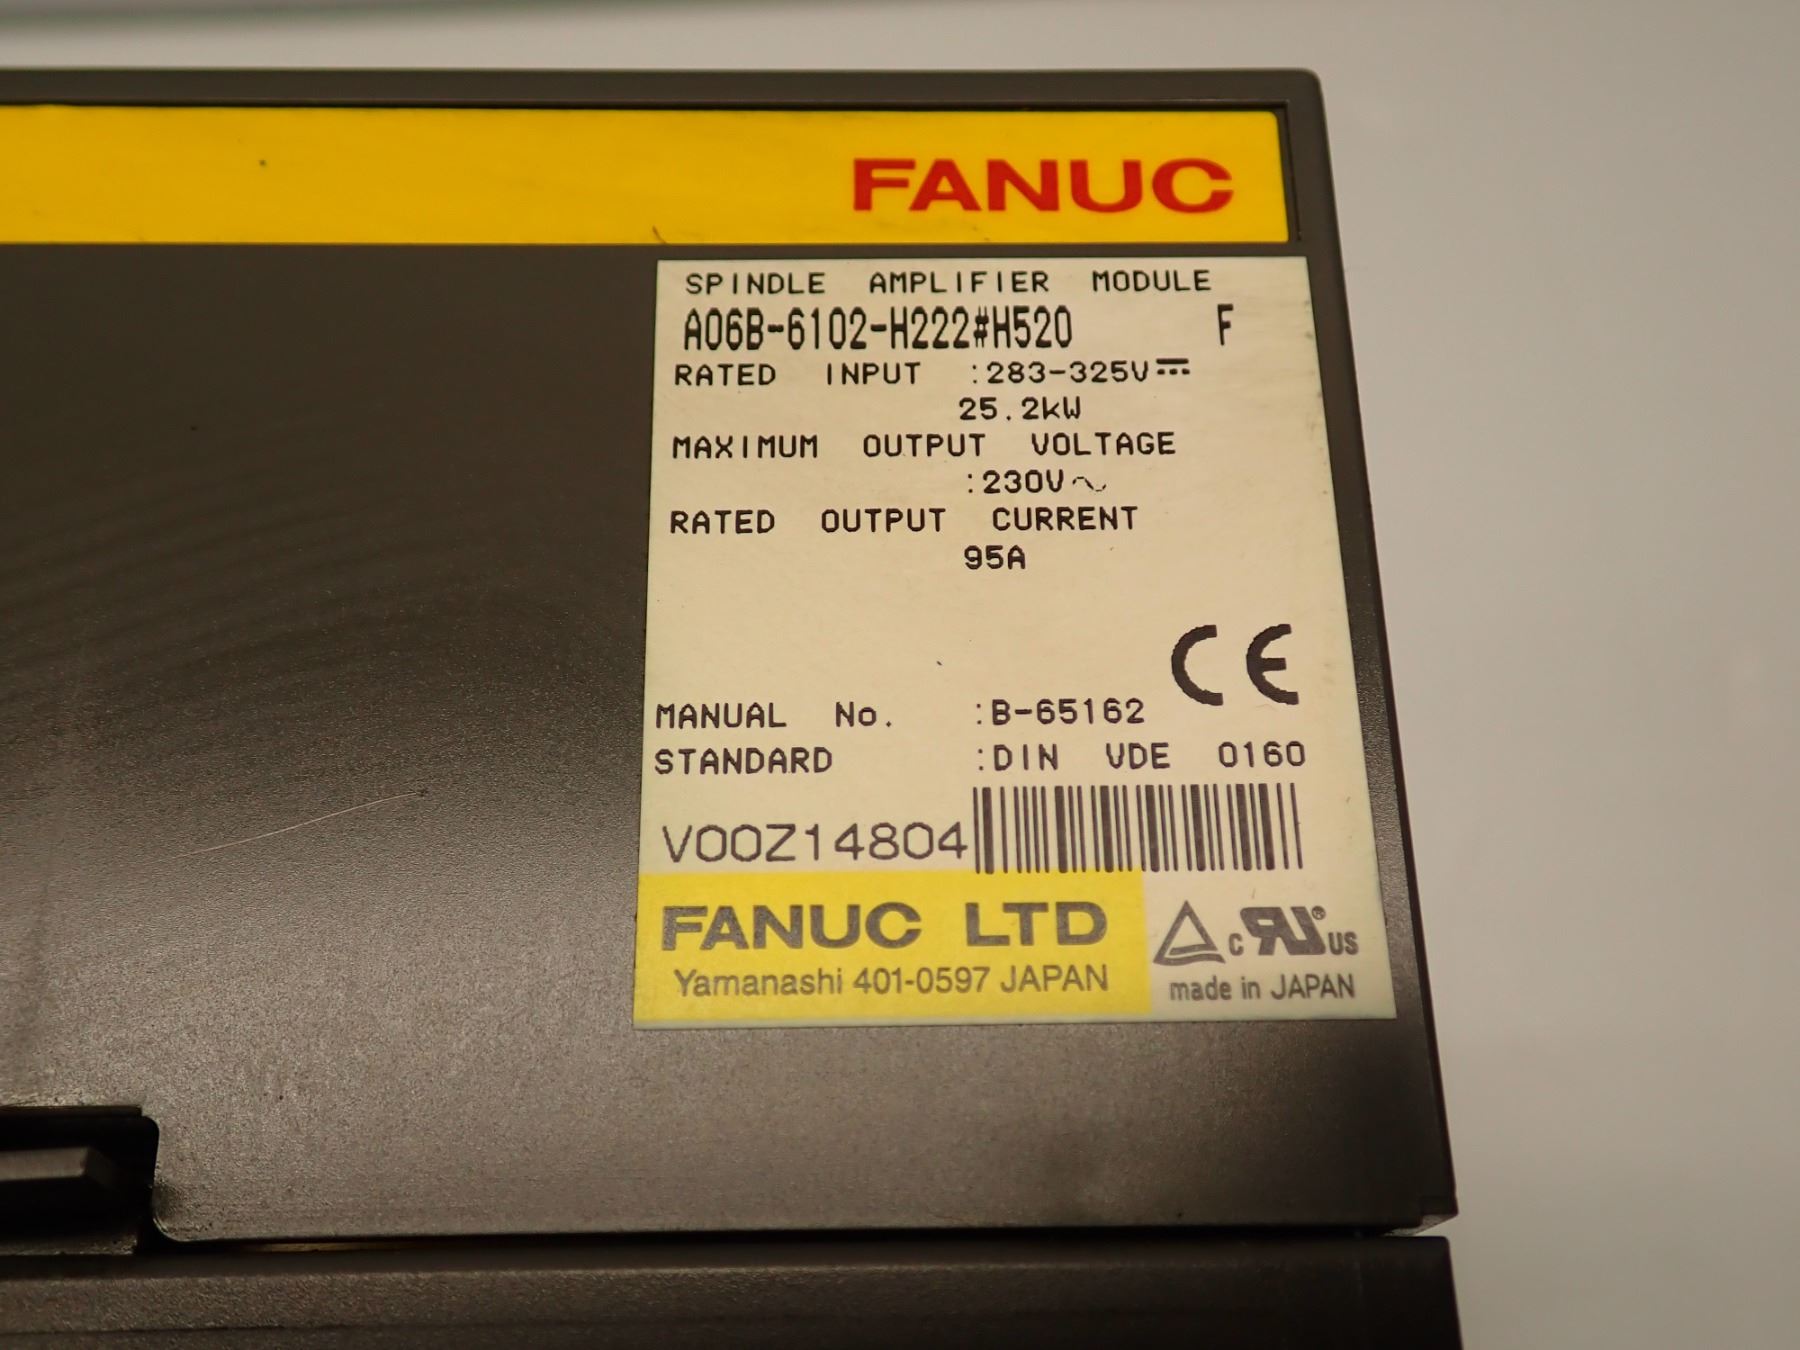 FANUC
SPINDLE AMPLIFIER MODULE
A06B-6102-H222#H520 F
RATED INPUT :283-325V⎓
25.2kW
MAXIMUM OUTPUT VOLTAGE
:230V~
RATED OUTPUT CURRENT
95A
CE
MANUAL No. :B-65162
STANDARD :DIN VDE 0160
V00Z14804
FANUC LTD
Yamanashi 401-0597 JAPAN
c RU® US
made in JAPAN